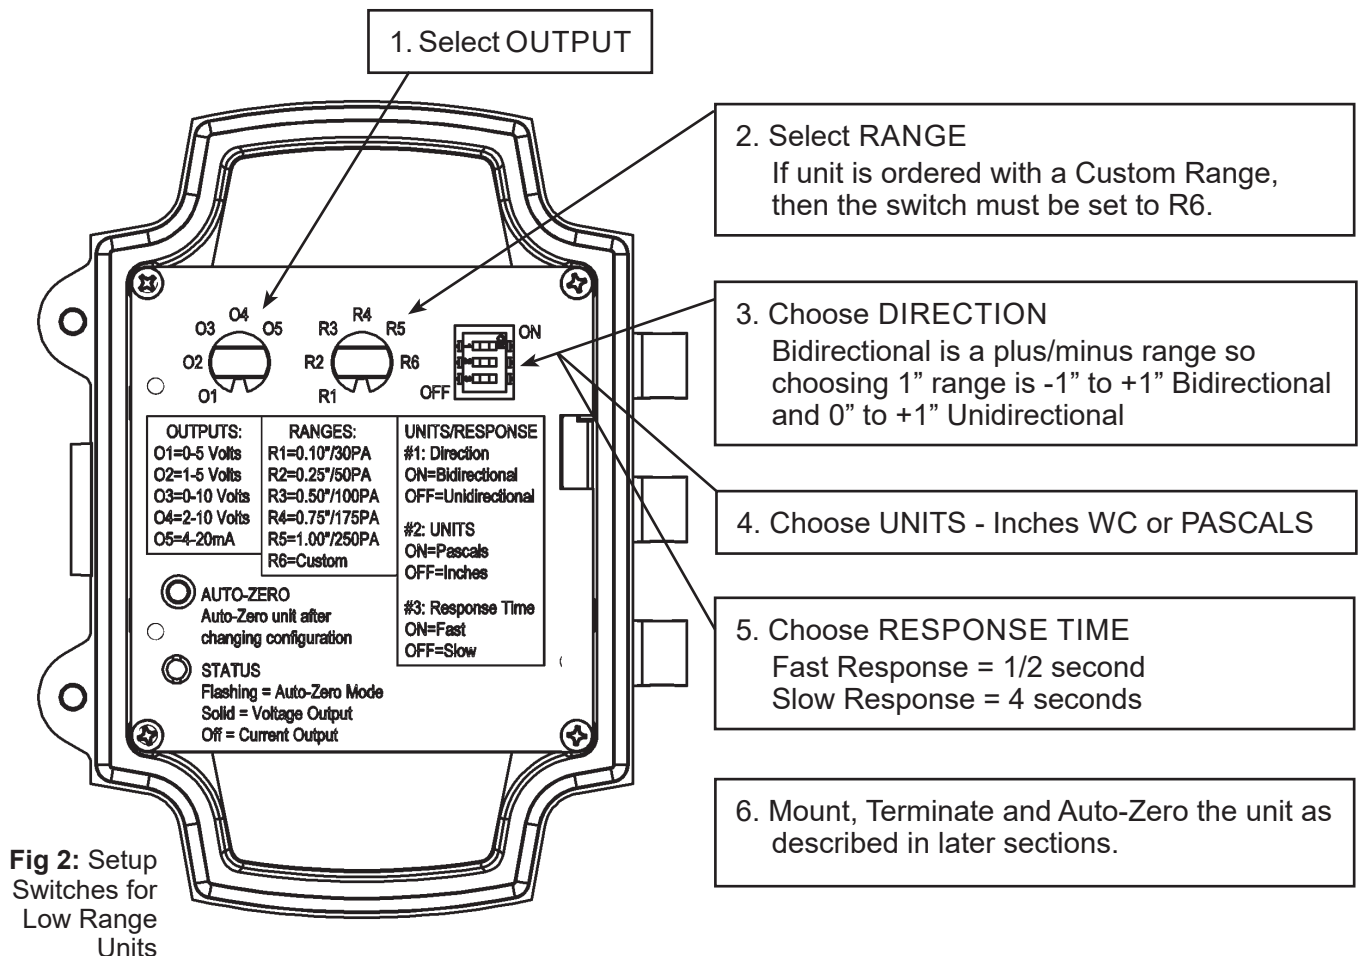 1. Select OUTPUT
2. Select RANGE
If unit is ordered with a Custom Range,
then the switch must be set to R6.
3. Choose DIRECTION
Bidirectional is a plus/minus range so
choosing 1” range is -1” to +1” Bidirectional
and 0” to +1” Unidirectional
4. Choose UNITS - Inches WC or PASCALS
5. Choose RESPONSE TIME
Fast Response = 1/2 second
Slow Response = 4 seconds
6. Mount, Terminate and Auto-Zero the unit as
described in later sections.
O1
O2
O3
O4
O5
R1
R2
R3
R4
R5
R6
ON
OFF
OUTPUTS:
O1=0-5 Volts
O2=1-5 Volts
O3=0-10 Volts
O4=2-10 Volts
O5=4-20mA
RANGES:
R1=0.10"/30PA
R2=0.25"/50PA
R3=0.50"/100PA
R4=0.75"/175PA
R5=1.00"/250PA
R6=Custom
UNITS/RESPONSE
#1: Direction
ON=Bidirectional
OFF=Unidirectional
#2: UNITS
ON=Pascals
OFF=Inches
#3: Response Time
ON=Fast
OFF=Slow
AUTO-ZERO
Auto-Zero unit after
changing configuration
STATUS
Flashing = Auto-Zero Mode
Solid = Voltage Output
Off = Current Output
Fig 2: Setup
Switches for
Low Range
Units